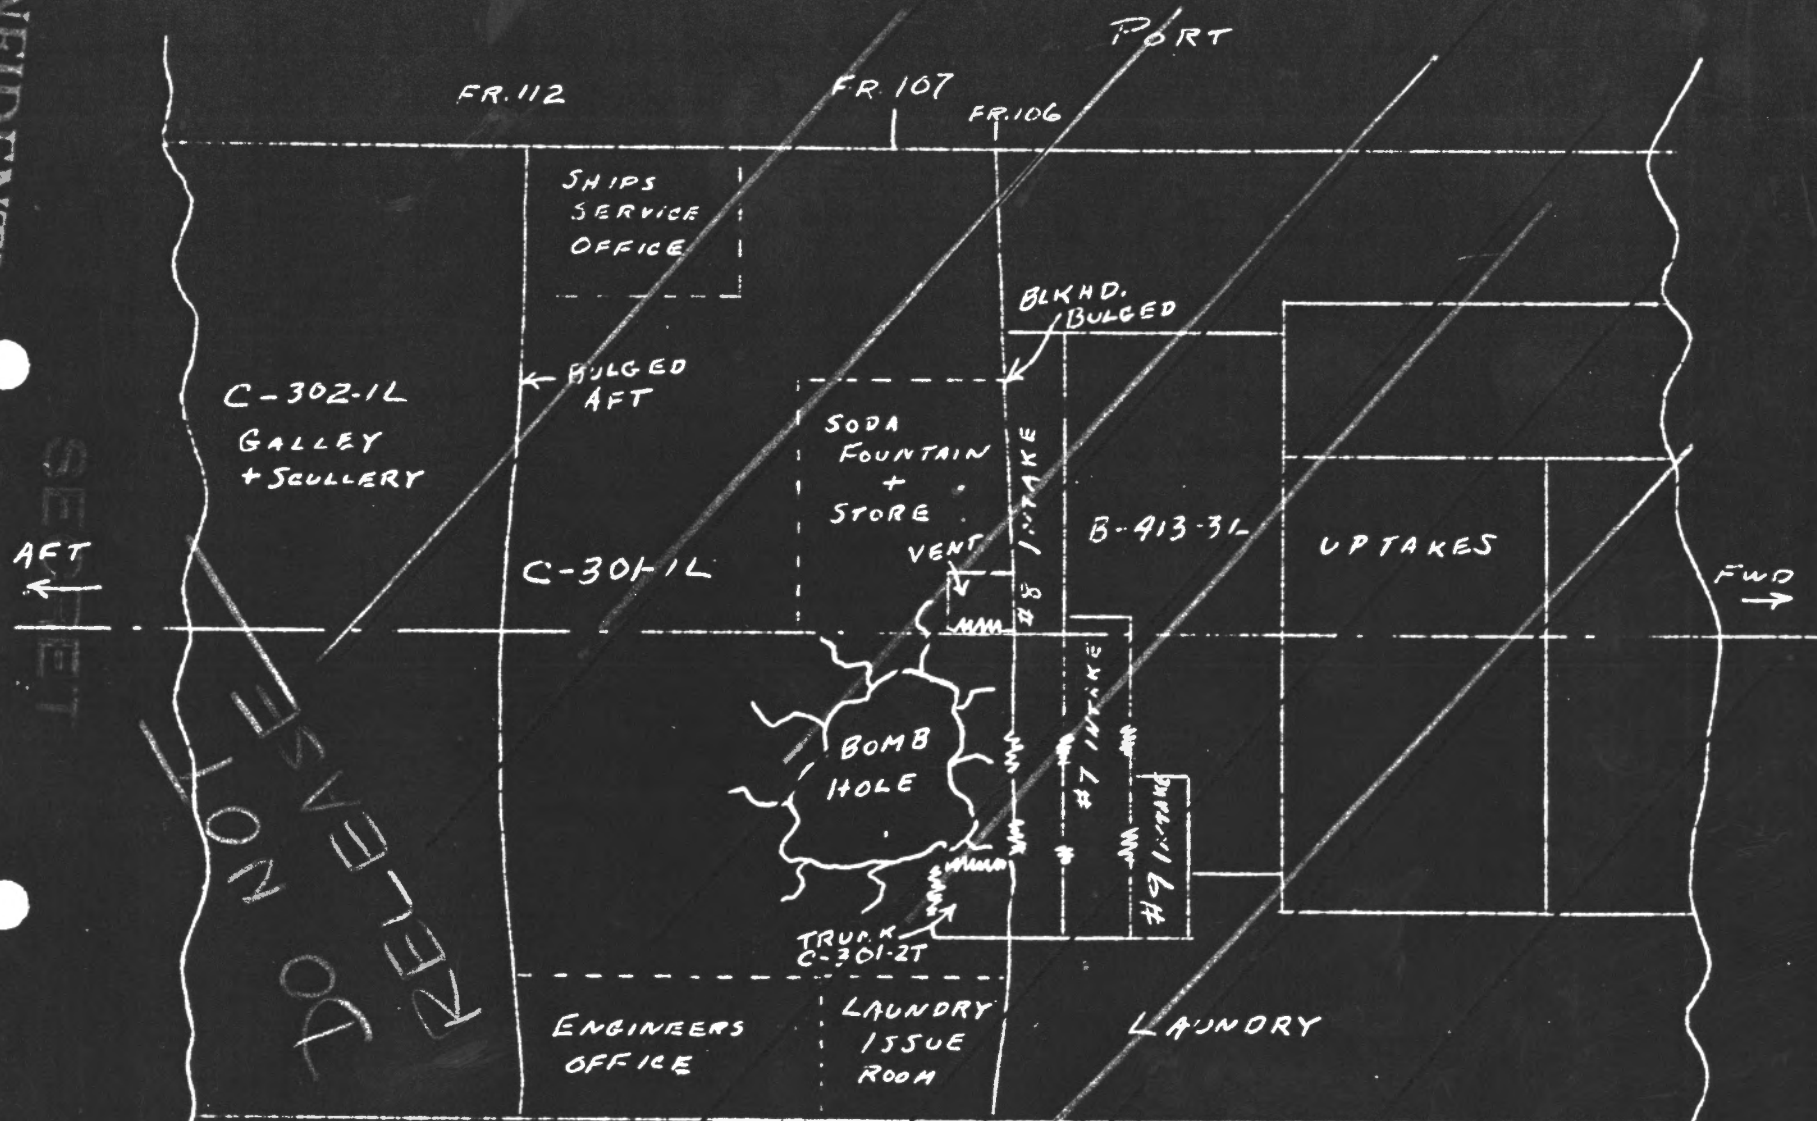 PORT
FR. 112
FR. 107
FR. 106
SHIPS
SERVICE
OFFICE
BLKHD.
BULGED
BULGED
AFT
C-302-1L
GALLEY
+ SCULLERY
SODA
FOUNTAIN
+
STORE
VENT
C-301-1L
#8 INTAKE
B-413-3L
UPTAKES
AFT
FWD
SECRET
BOMB
HOLE
#7 INTAKE
#9 INTAKE
TRUNK
C-301-2T
ENGINEERS
OFFICE
LAUNDRY
ISSUE
ROOM
LAUNDRY
DO NOT
RELEASE